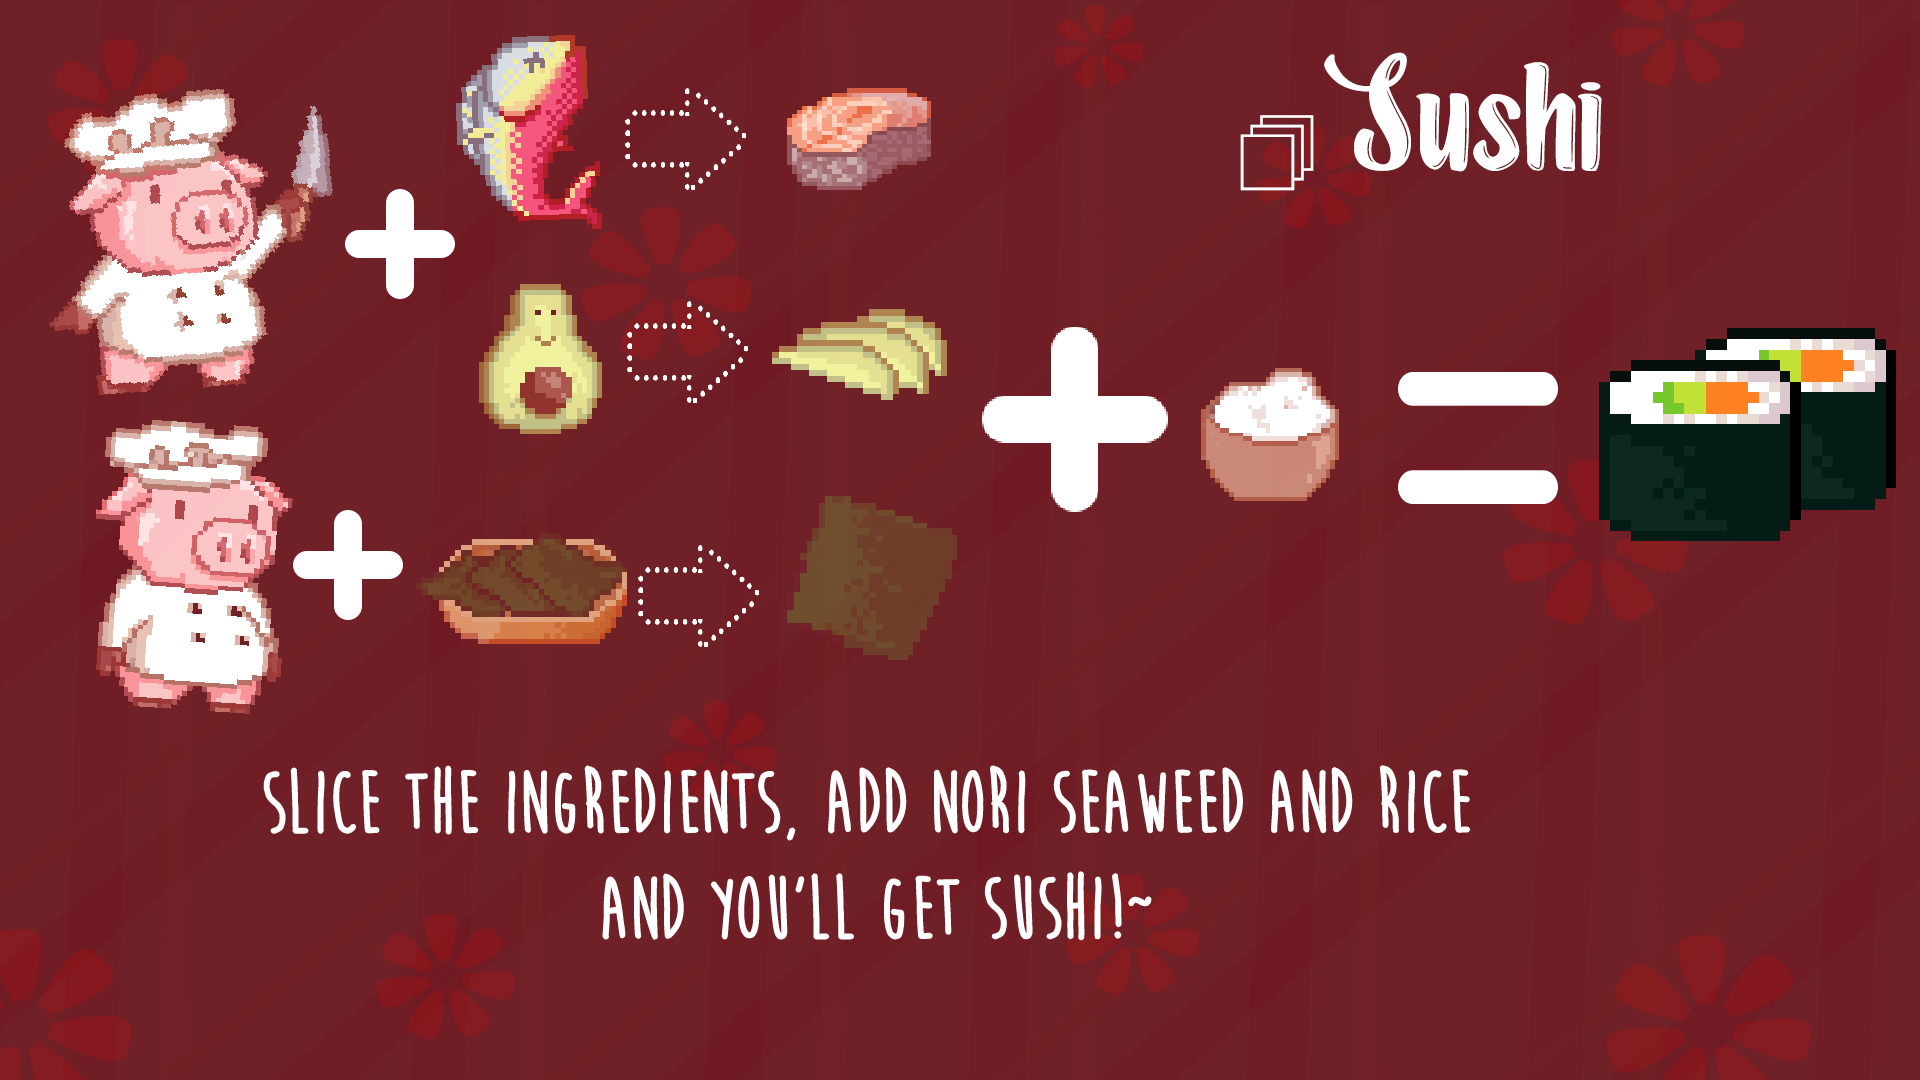 Sushi
SLICE THE INGREDIENTS, ADD NORI SEAWEED AND RICE
AND YOU'LL GET SUSHI!~